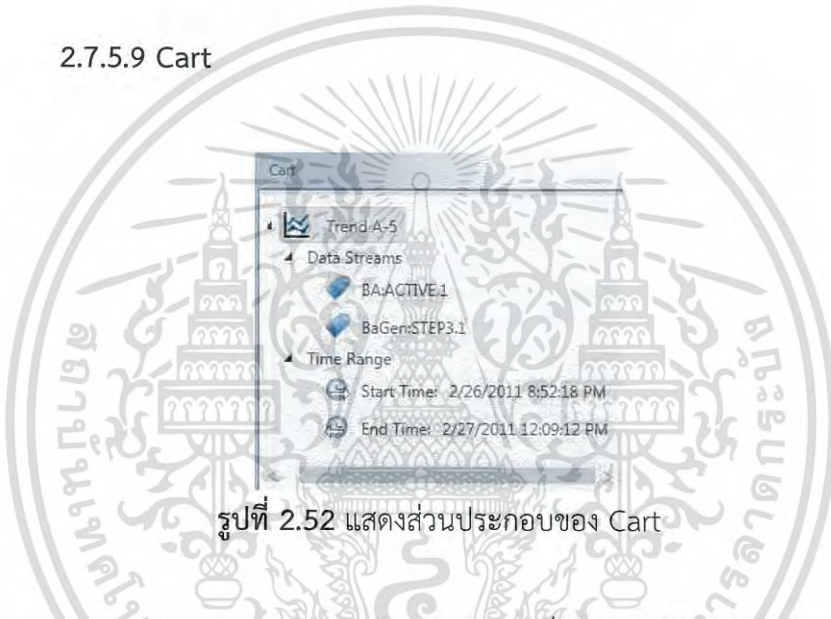 2.7.5.9 Cart
Cart
Trend A-5
Data Streams
BA:ACTIVE.1
BaGen:STEP3.1
Time Range
Start Time: 2/26/2011 8:52:18 PM
End Time: 2/27/2011 12:09:12 PM
รูปที่ 2.52 แสดงส่วนประกอบของ Cart